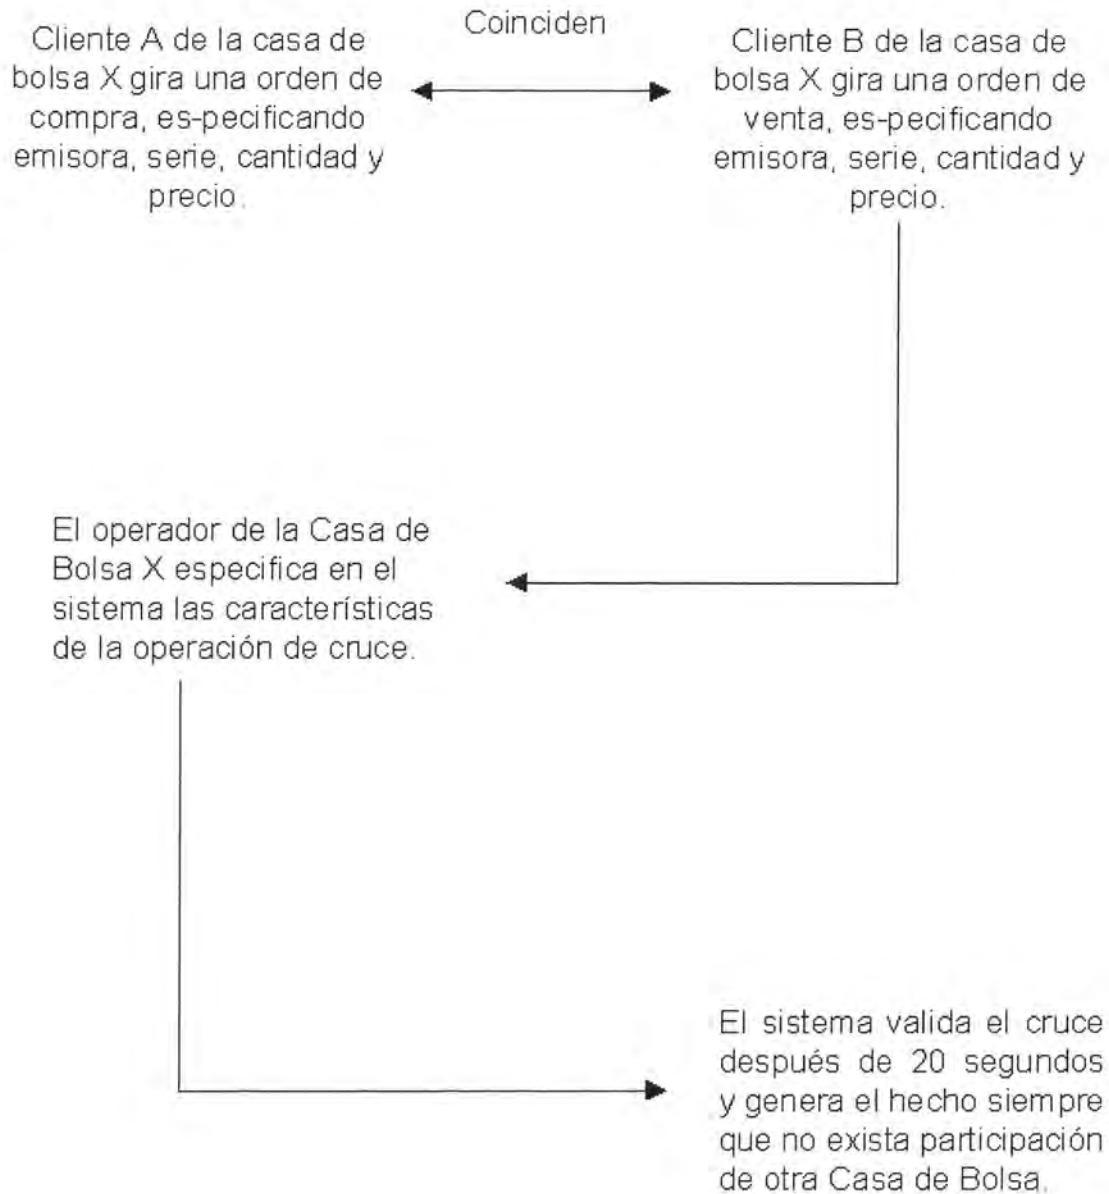 Coinciden
Cliente A de la casa de
bolsa X gira una orden de
compra, es-pecificando
emisora, serie, cantidad y
precio.
Cliente B de la casa de
bolsa X gira una orden de
venta, es-pecificando
emisora, serie, cantidad y
precio.
El operador de la Casa de
Bolsa X especifica en el
sistema las características
de la operación de cruce.
El sistema valida el cruce
después de 20 segundos
y genera el hecho siempre
que no exista participación
de otra Casa de Bolsa.